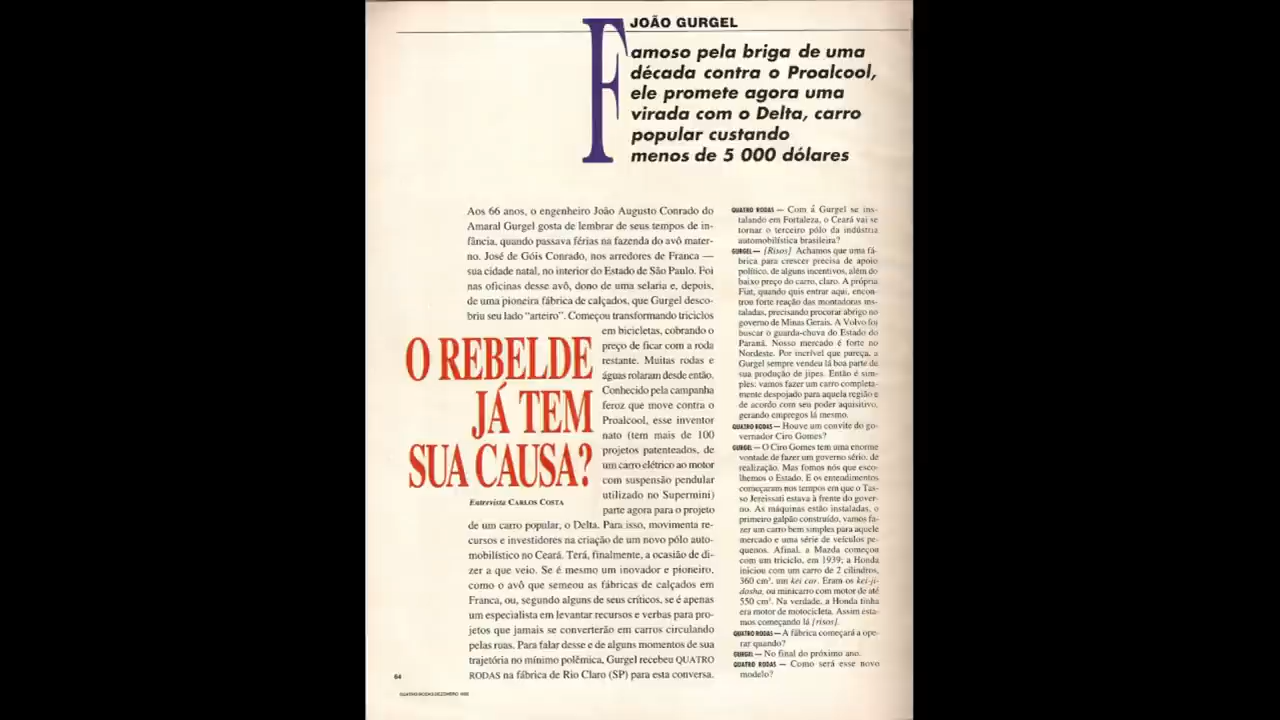 JOÃO GURGEL
Famoso pela briga de uma
década contra o Proalcool,
ele promete agora uma
virada com o Delta, carro
popular custando
menos de 5 000 dólares
Aos 66 anos, o engenheiro João Augusto Conrado do
Amaral Gurgel gosta de lembrar de seus tempos de in-
fância, quando passava férias na fazenda do avô mater-
no. José de Góis Conrado, nos arredores de Franca —
sua cidade natal, no interior do Estado de São Paulo. Foi
nas oficinas desse avô, dono de uma selaria e, depois,
de uma pioneira fábrica de calçados, que Gurgel desco-
briu seu lado "arteiro". Começou transformando triciclos
em bicicletas, cobrando o
preço de ficar com a roda
restante. Muitas rodas e
águas rolaram desde então.
Conhecido pela campanha
feroz que move contra o
Proalcool, esse inventor
nato (tem mais de 100
projetos patenteados, de
um carro elétrico ao motor
com suspensão pendular
utilizado no Supermini)
parte agora para o projeto
de um carro popular, o Delta. Para isso, movimenta re-
cursos e investidores na criação de um novo pólo auto-
mobilístico no Ceará. Terá, finalmente, a ocasião de di-
zer a que veio. Se é mesmo um inovador e pioneiro,
como o avô que semeou as fábricas de calçados em
Franca, ou, segundo alguns de seus críticos, se é apenas
um especialista em levantar recursos e verbas para pro-
jetos que jamais se converterão em carros circulando
pelas ruas. Para falar desse e de alguns momentos de sua
trajetória no mínimo polêmica, Gurgel recebeu QUATRO
RODAS na fábrica de Rio Claro (SP) para esta conversa.
O REBELDE
JÁ TEM
SUA CAUSA?
Entrevista CARLOS COSTA
QUATRO RODAS — Com a Gurgel se ins-
talando em Fortaleza, o Ceará vai se
tornar o terceiro pólo da indústria
automobilística brasileira?
GURGEL — [Risos] Achamos que uma fá-
brica para crescer precisa de apoio
político, de alguns incentivos, além do
baixo preço do carro, claro. A própria
Fiat, quando quis entrar aqui, encon-
trou forte reação das montadoras ins-
taladas, precisando procurar abrigo no
governo de Minas Gerais. A Volvo foi
buscar o guarda-chuva do Estado do
Paraná. Nosso mercado é forte no
Nordeste. Por incrível que pareça, a
Gurgel sempre vendeu lá boa parte de
sua produção de jipes. Então é sim-
ples: vamos fazer um carro completa-
mente despojado para aquela região e
de acordo com seu poder aquisitivo,
gerando empregos lá mesmo.
QUATRO RODAS — Houve um convite do go-
vernador Ciro Gomes?
GURGEL — O Ciro Gomes tem uma enorme
vontade de fazer um governo sério, de
realização. Mas fomos nós que esco-
lhemos o Estado. E os entendimentos
começaram nos tempos em que o Tas-
so Jereissati estava à frente do gover-
no. As máquinas estão instaladas, o
primeiro galpão construído, vamos fa-
zer um carro bem simples para aquele
mercado e uma série de veículos pe-
quenos. Afinal, a Mazda começou
com um triciclo, em 1939; a Honda
iniciou com um carro de 2 cilindros,
360 cm³, um kei car. Eram os kei-ji-
dosha, ou minicarro com motor de até
550 cm³. Na verdade, a Honda tinha
era motor de motocicleta. Assim esta-
mos começando lá [risos].
QUATRO RODAS — A fábrica começará a ope-
rar quando?
GURGEL — No final do próximo ano.
QUATRO RODAS — Como será esse novo
modelo?
64
QUATRO RODAS DEZEMBRO